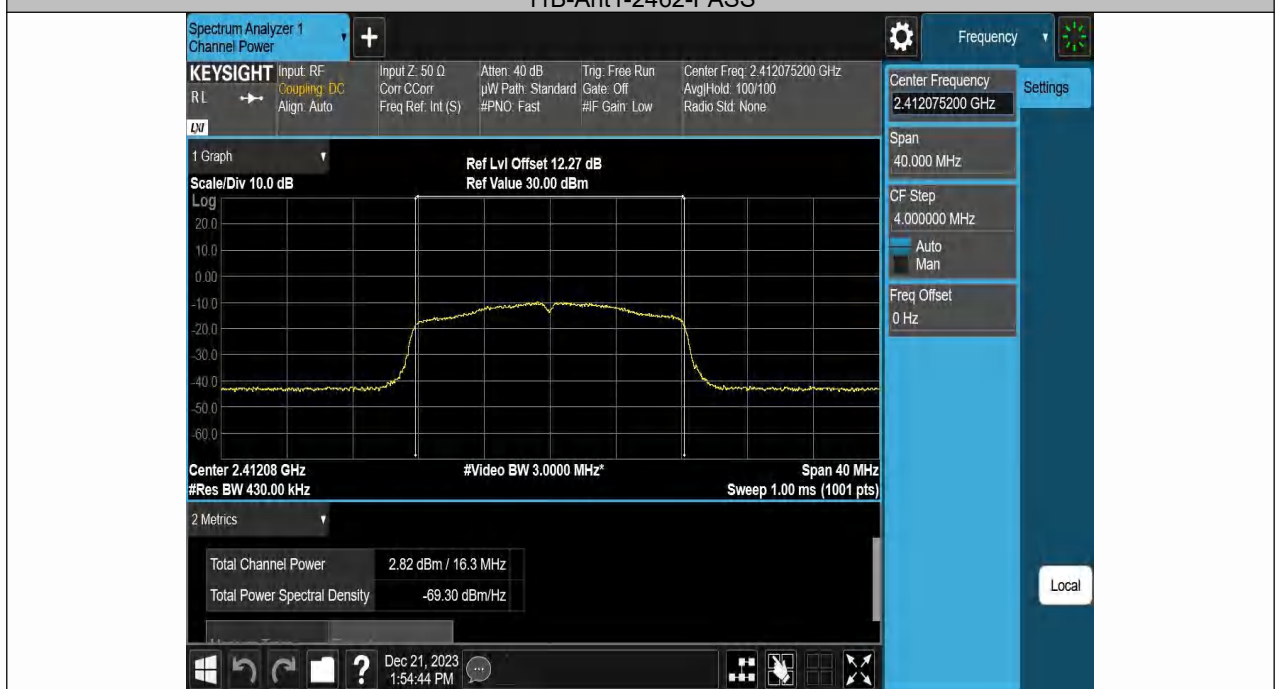 11B-Ant1-2462-PASS
Spectrum Analyzer 1
Channel Power
Frequency
KEYSIGHT
RL
LXI
Input: RF
Coupling: DC
Align: Auto
Input Z: 50 Ω
Corr CCorr
Freq Ref: Int (S)
Atten: 40 dB
µW Path: Standard
#PNO: Fast
Trig: Free Run
Gate: Off
#IF Gain: Low
Center Freq: 2.412075200 GHz
Avg|Hold: 100/100
Radio Std: None
Center Frequency
2.412075200 GHz
Settings
Span
40.000 MHz
CF Step
4.000000 MHz
Auto
Man
Freq Offset
0 Hz
Local
1 Graph
Scale/Div 10.0 dB
Ref Lvl Offset 12.27 dB
Ref Value 30.00 dBm
Log
20.0
10.0
0.00
-10.0
-20.0
-30.0
-40.0
-50.0
-60.0
Center 2.41208 GHz
#Res BW 430.00 kHz
#Video BW 3.0000 MHz*
Span 40 MHz
Sweep 1.00 ms (1001 pts)
2 Metrics
Total Channel Power 2.82 dBm / 16.3 MHz
Total Power Spectral Density -69.30 dBm/Hz
?
Dec 21, 2023
1:54:44 PM